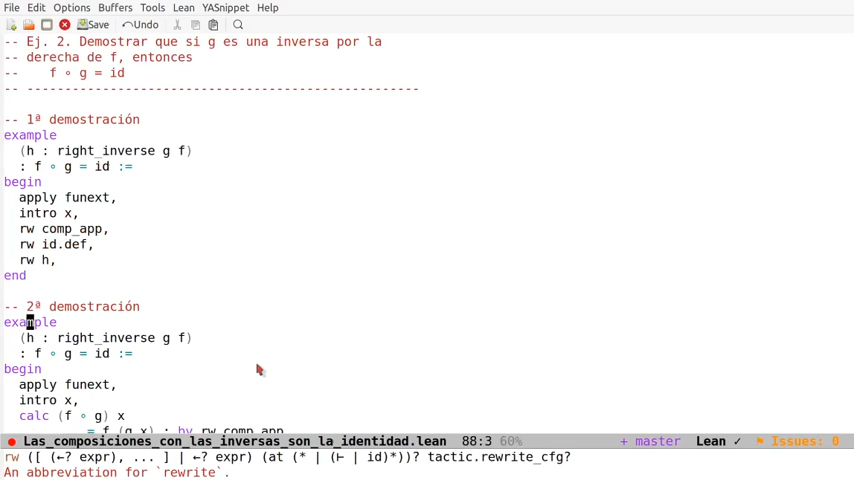 File Edit Options Buffers Tools Lean YASnippet Help
Save Undo
-- Ej. 2. Demostrar que si g es una inversa por la
-- derecha de f, entonces
--    f ∘ g = id
-- ----------------------------------------------------
-- 1ª demostración
example
  (h : right_inverse g f)
  : f ∘ g = id :=
begin
  apply funext,
  intro x,
  rw comp_app,
  rw id.def,
  rw h,
end
-- 2ª demostración
example
  (h : right_inverse g f)
  : f ∘ g = id :=
begin
  apply funext,
  intro x,
  calc (f ∘ g) x
         = f (g x) : by rw comp_app
Las_composiciones_con_las_inversas_son_la_identidad.lean 88:3 60% + master Lean ✓ Issues: 0
rw ([ (←? expr), ... ] | ←? expr) (at (* | (⊢ | id)*))? tactic.rewrite_cfg?
An abbreviation for `rewrite`.